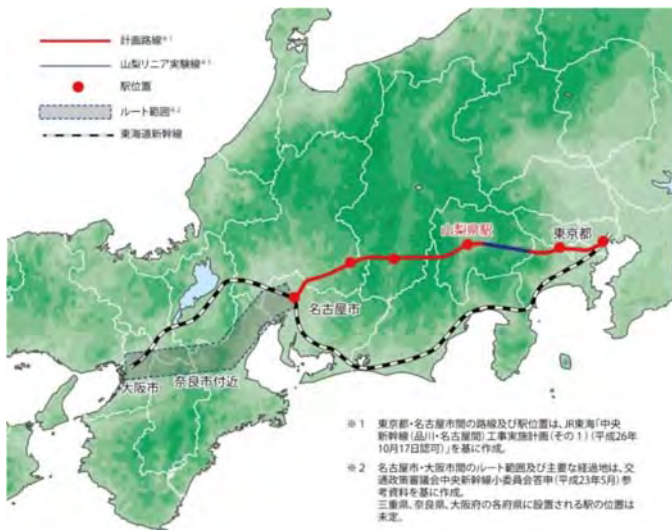 計画路線※1
山梨リニア実験線※1
駅位置
ルート範囲※2
東海道新幹線
山梨県駅
東京都
名古屋市
大阪市
奈良市付近
※1 東京都・名古屋市間の路線及び駅位置は、JR東海「中央
新幹線(品川・名古屋間)工事実施計画(その1)(平成26年
10月17日認可)」を基に作成。
※2 名古屋市・大阪市間のルート範囲及び主要な経過地は、交
通政策審議会中央新幹線小委員会答申(平成23年5月)参
考資料を基に作成。
三重県、奈良県、大阪府の各府県に設置される駅の位置は
未定。